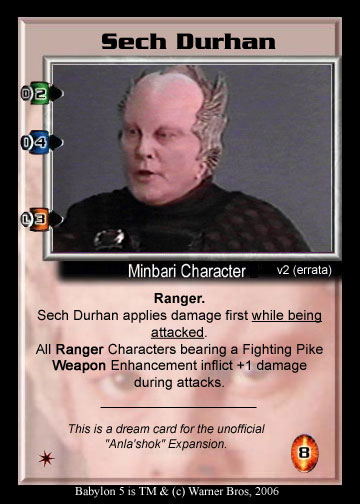 Sech Durhan
D 2
I 4
L 3
Minbari Character
v2 (errata)
Ranger.
Sech Durhan applies damage first while being
attacked.
All Ranger Characters bearing a Fighting Pike
Weapon Enhancement inflict +1 damage
during attacks.
This is a dream card for the unofficial
"Anla'shok" Expansion.
8
Babylon 5 is TM & (c) Warner Bros, 2006